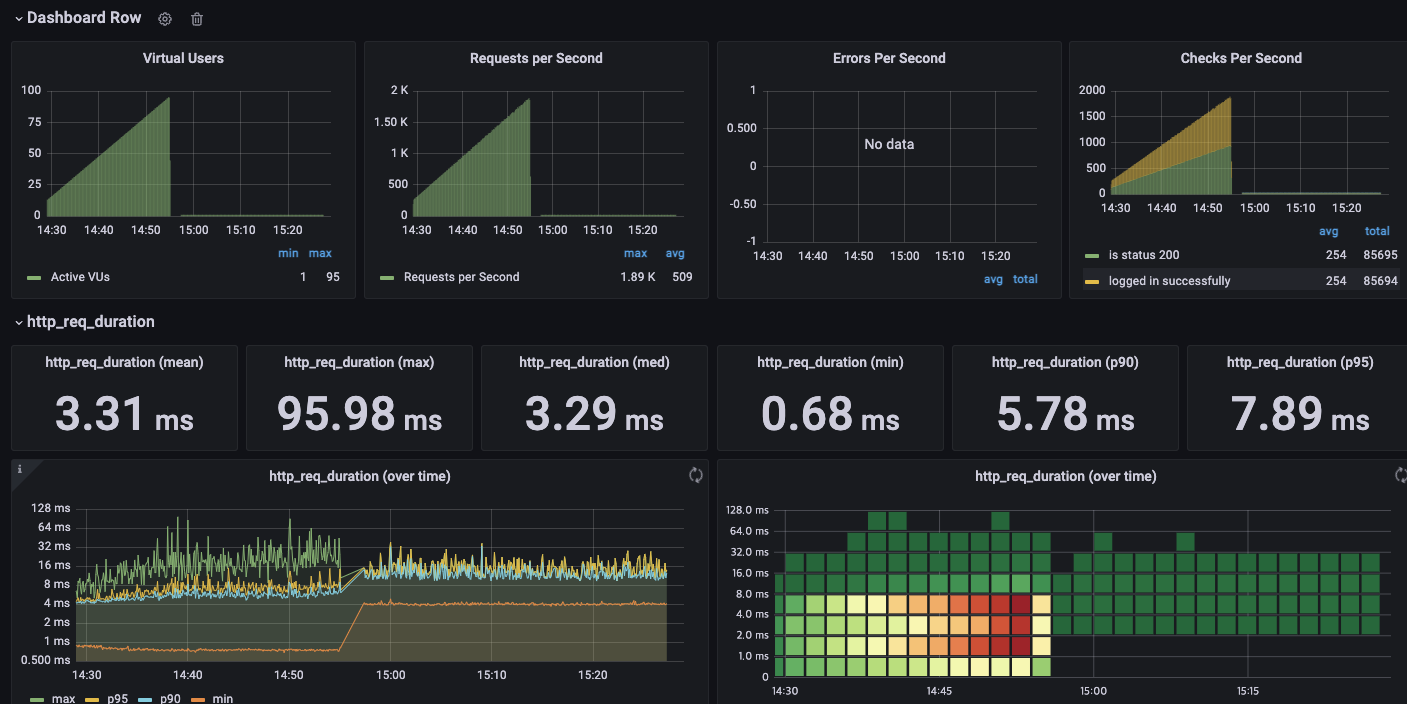 Dashboard Row
Virtual Users
100
75
50
25
0
14:30 14:40 14:50 15:00 15:10 15:20
min max
Active VUs 1 95
Requests per Second
2 K
1.50 K
1 K
500
0
14:30 14:40 14:50 15:00 15:10 15:20
max avg
Requests per Second 1.89 K 509
Errors Per Second
1
0.500
0
-0.50
-1
No data
14:30 14:40 14:50 15:00 15:10 15:20
avg total
Checks Per Second
2000
1500
1000
500
0
14:30 14:40 14:50 15:00 15:10 15:20
avg total
is status 200 254 85695
logged in successfully 254 85694
http_req_duration
http_req_duration (mean)
3.31 ms
http_req_duration (max)
95.98 ms
http_req_duration (med)
3.29 ms
http_req_duration (min)
0.68 ms
http_req_duration (p90)
5.78 ms
http_req_duration (p95)
7.89 ms
i
http_req_duration (over time)
128 ms
64 ms
32 ms
16 ms
8 ms
4 ms
2 ms
1 ms
0.500 ms
14:30 14:40 14:50 15:00 15:10 15:20
max p95 p90 min
http_req_duration (over time)
128.0 ms
64.0 ms
32.0 ms
16.0 ms
8.0 ms
4.0 ms
2.0 ms
1.0 ms
0
14:30 14:45 15:00 15:15